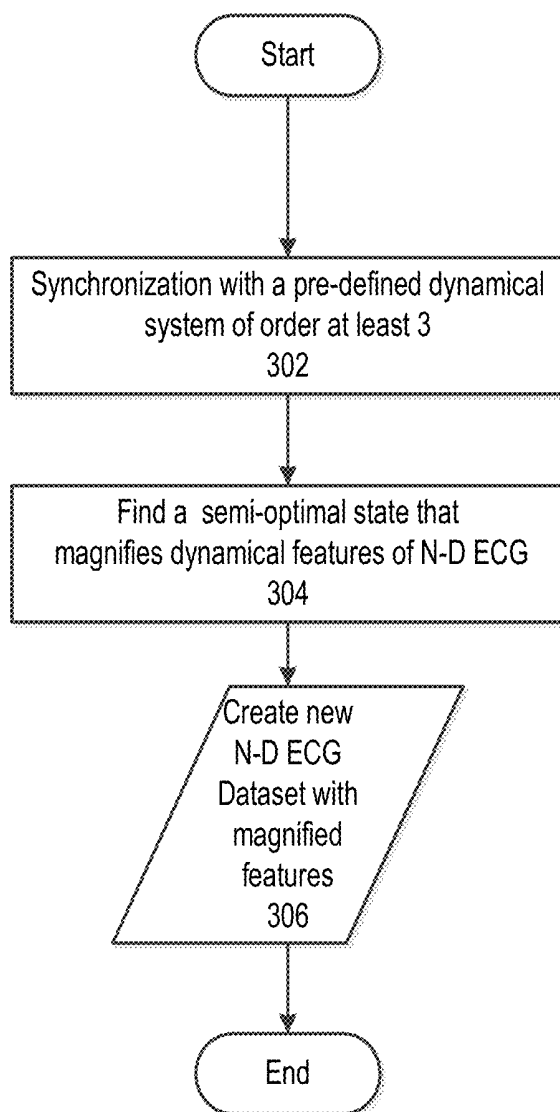 Start
Synchronization with a pre-defined dynamical
system of order at least 3
302
Find a semi-optimal state that
magnifies dynamical features of N-D ECG
304
Create new
N-D ECG
Dataset with
magnified
features
306
End